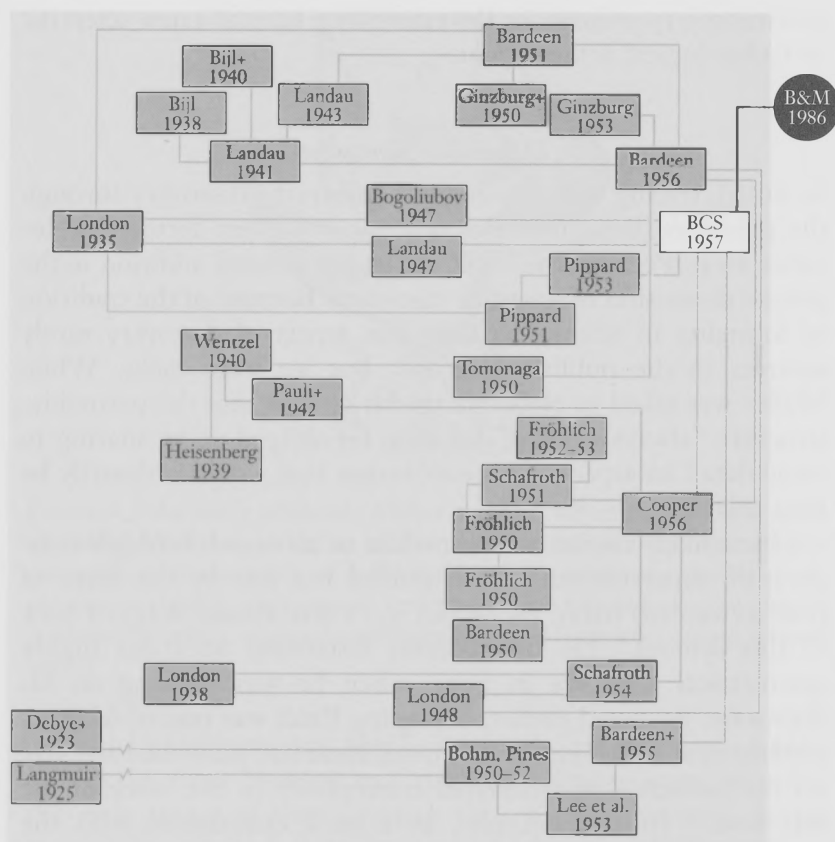 Bardeen
1951
Bijl+
1940
Bijl
1938
Landau
1943
Ginzburg+
1950
Ginzburg
1953
B&M
1986
Landau
1941
Bardeen
1956
Bogoliubov
1947
London
1935
BCS
1957
Landau
1947
Pippard
1953
Pippard
1951
Wentzel
1940
Tomonaga
1950
Pauli+
1942
Heisenberg
1939
Fröhlich
1952–53
Schafroth
1951
Cooper
1956
Fröhlich
1950
Fröhlich
1950
Bardeen
1950
London
1938
Schafroth
1954
London
1948
Debye+
1923
Bardeen+
1955
Bohm, Pines
1950–52
Langmuir
1925
Lee et al.
1953